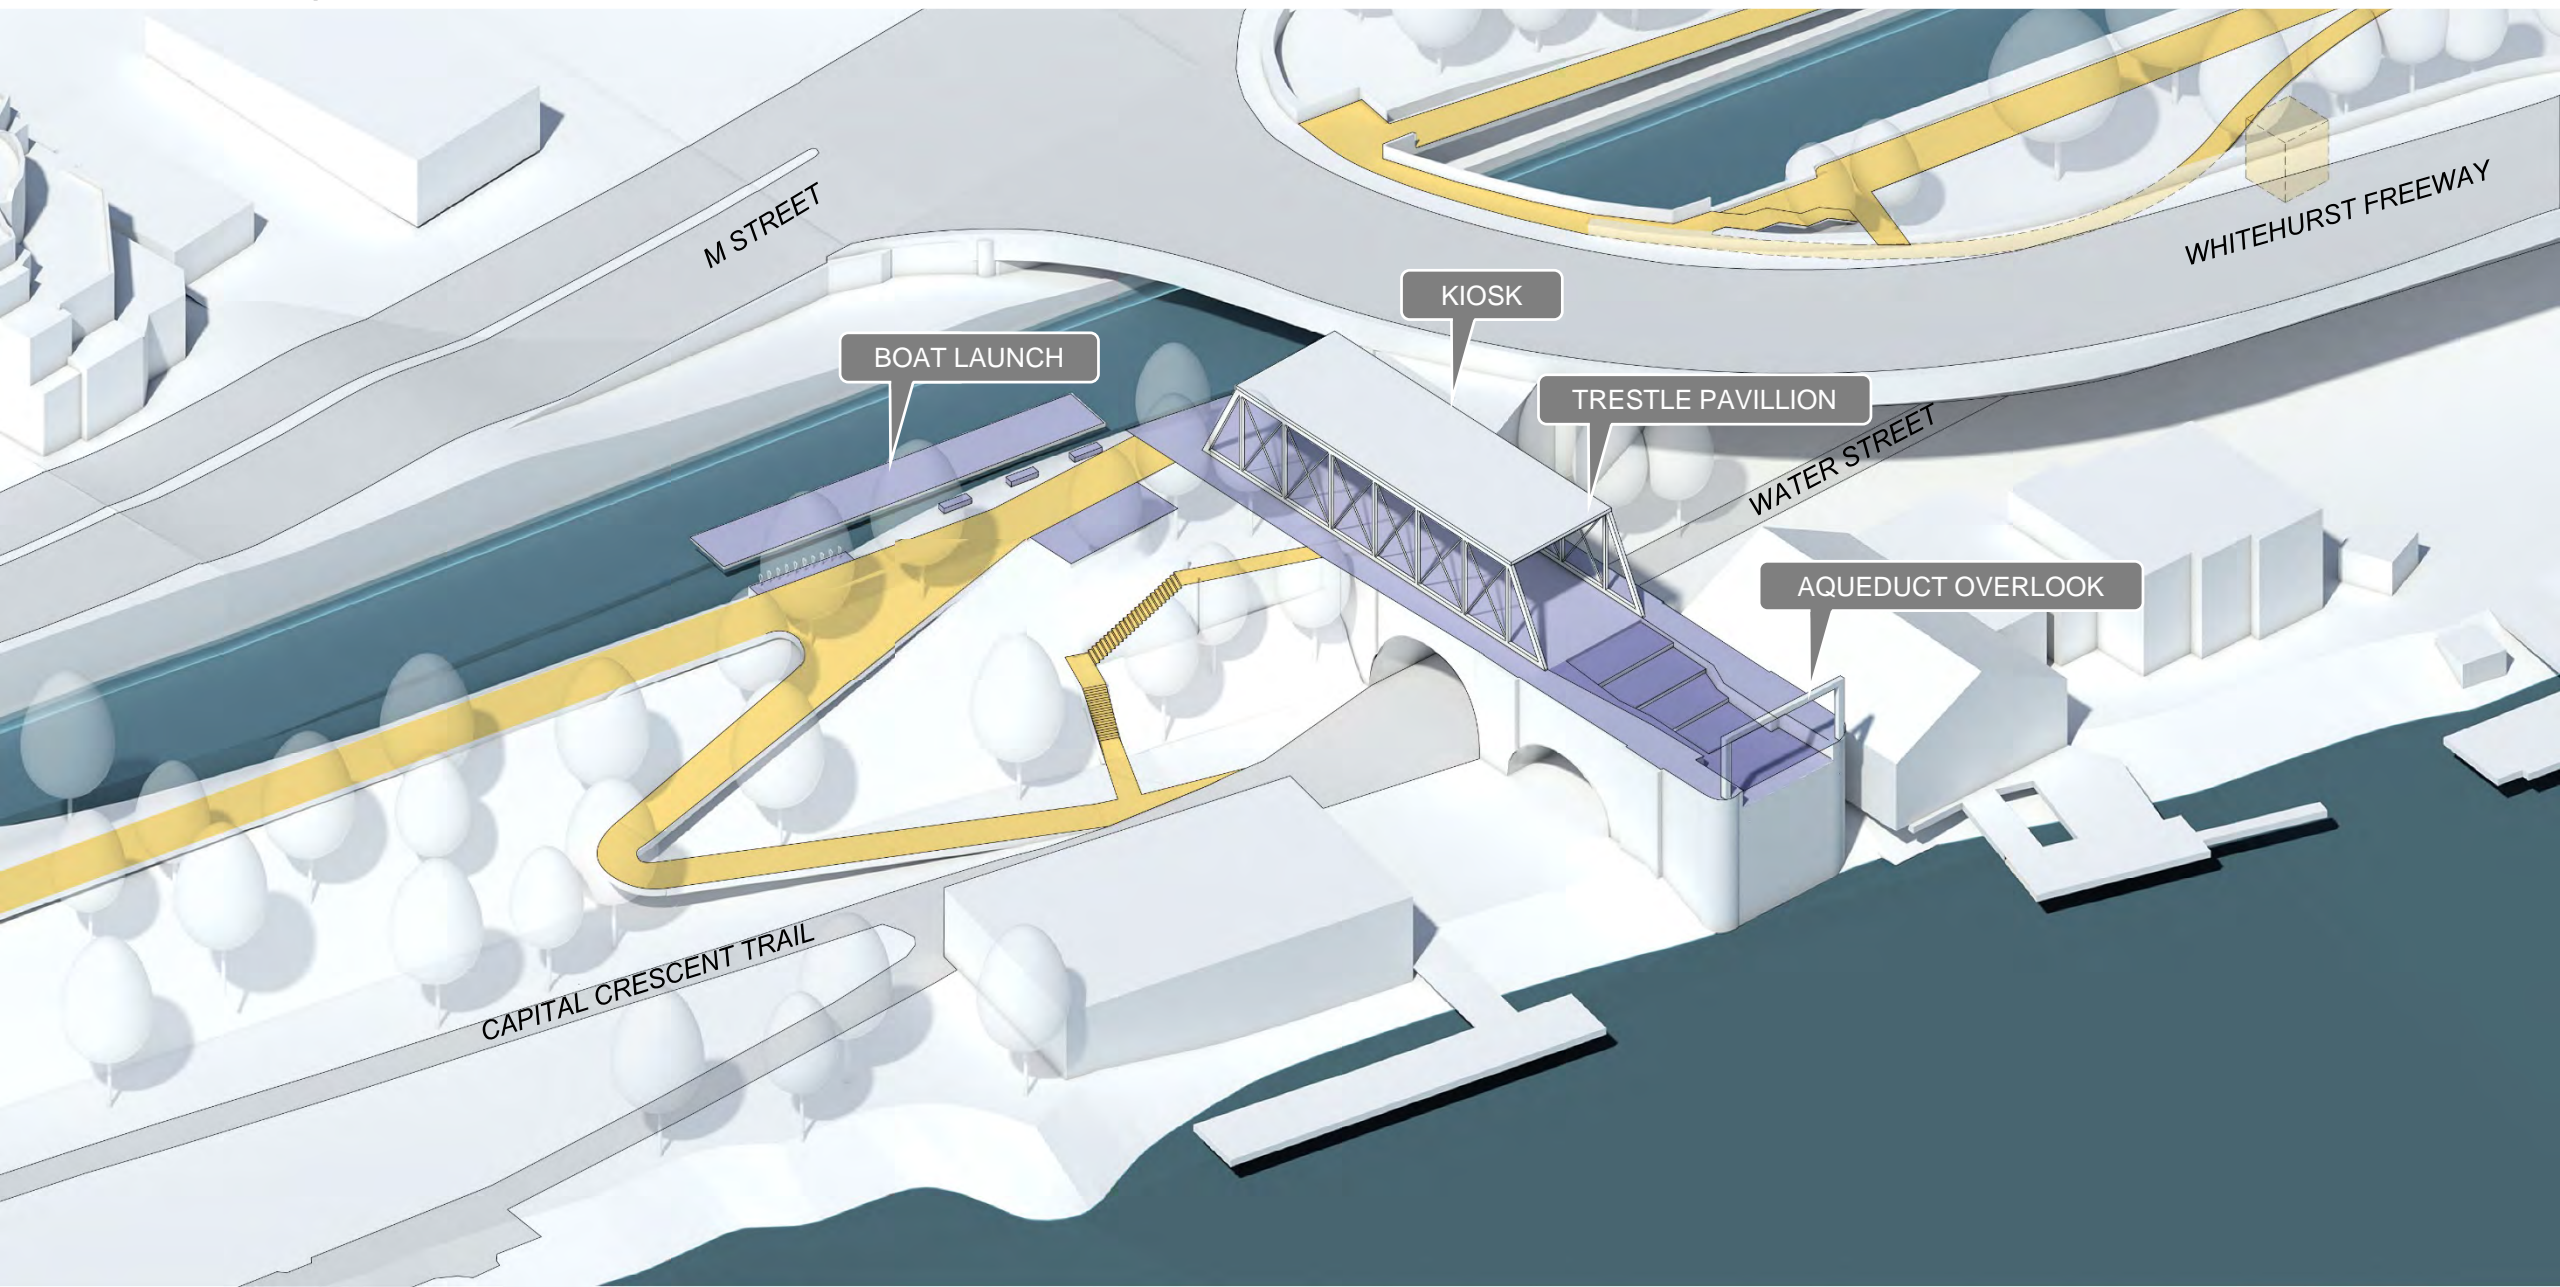 M STREET
WHITEHURST FREEWAY
KIOSK
BOAT LAUNCH
TRESTLE PAVILLION
WATER STREET
AQUEDUCT OVERLOOK
CAPITAL CRESCENT TRAIL